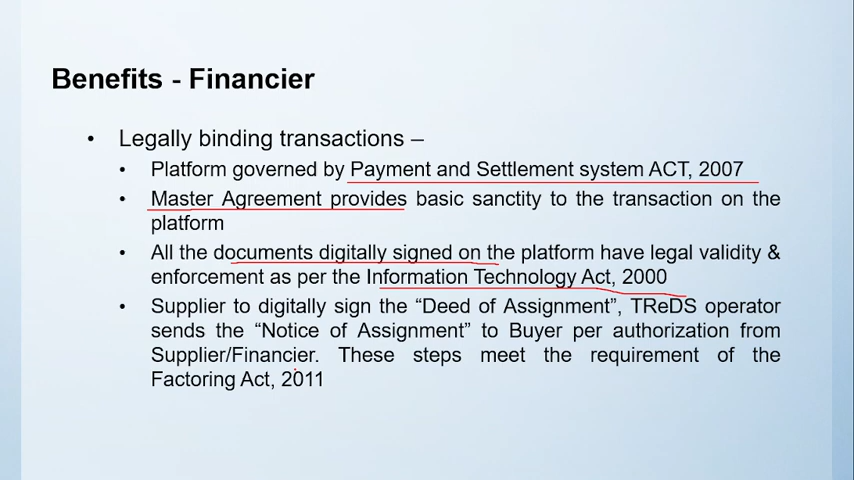 Benefits - Financier
• Legally binding transactions –
• Platform governed by Payment and Settlement system ACT, 2007
• Master Agreement provides basic sanctity to the transaction on the
platform
• All the documents digitally signed on the platform have legal validity &
enforcement as per the Information Technology Act, 2000
• Supplier to digitally sign the “Deed of Assignment”, TReDS operator
sends the “Notice of Assignment” to Buyer per authorization from
Supplier/Financier. These steps meet the requirement of the
Factoring Act, 2011